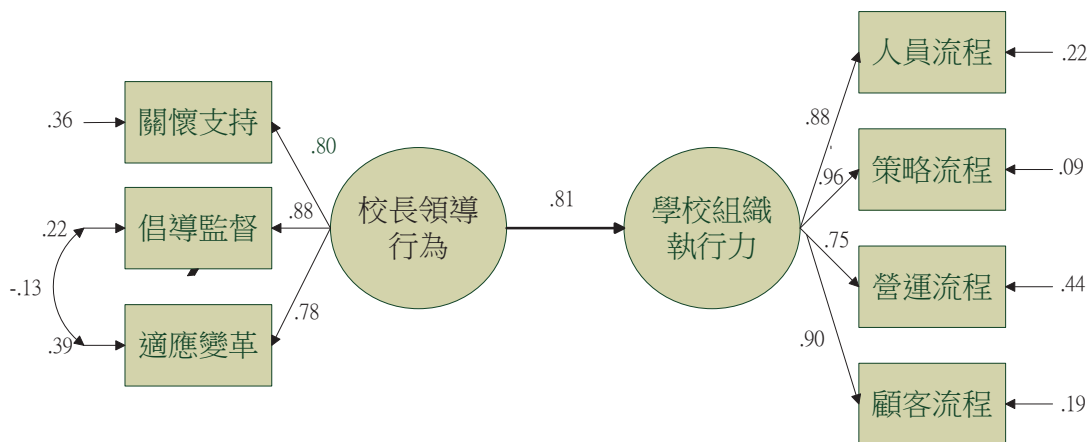 .36
關懷支持
.80
.22
倡導監督
.88
-.13
.39
適應變革
.78
校長領導
行為
.81
學校組織
執行力
.88
人員流程
.22
.96
策略流程
.09
.75
營運流程
.44
.90
顧客流程
.19